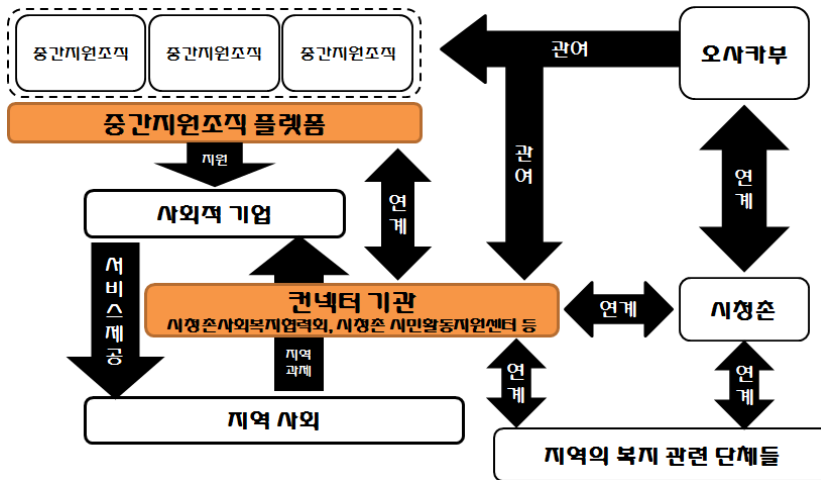 중간지원조직 중간지원조직 중간지원조직
관여
오사카부
중간지원조직 플렛폼
지원
관여
사회적 기업
연계
연계
서비스제공
컨넥터 기관
시청촌사회복지협력회, 시청촌 시민활동지원센터 등
연계
시청촌
지역
과제
연계
연계
지역 사회
지역의 복지 관련 단체들